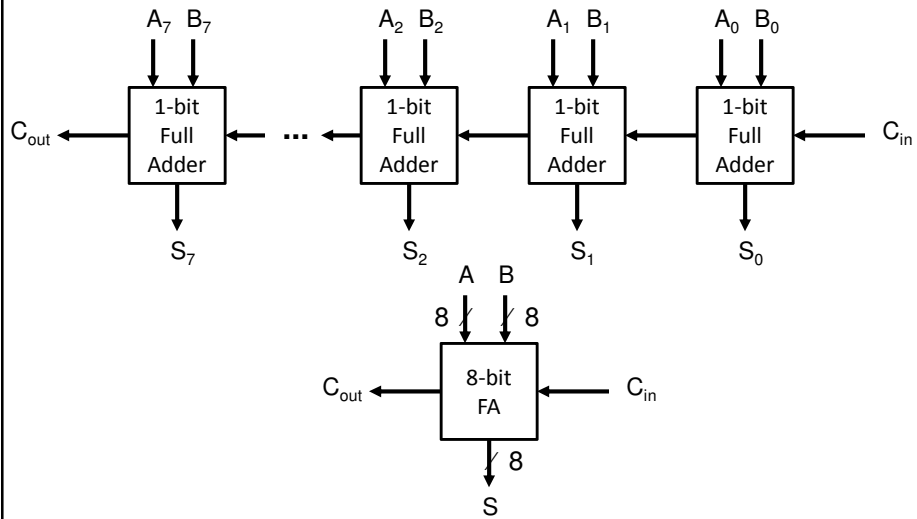 A7 B7 A2 B2 A1 B1 A0 B0
1-bit Full Adder 1-bit Full Adder 1-bit Full Adder 1-bit Full Adder
Cout ... Cin
S7 S2 S1 S0
A B
8 8
8-bit
FA
Cout Cin
8
S